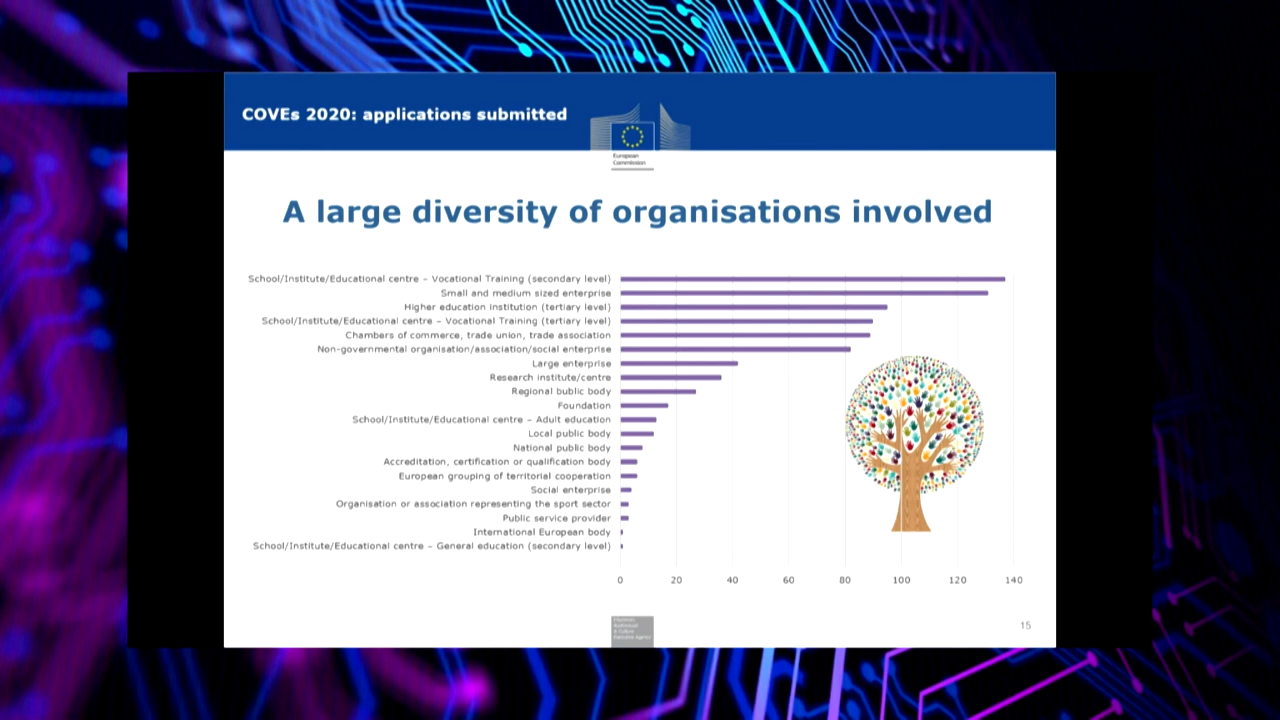 COVEs 2020: applications submitted
European
Commission
A large diversity of organisations involved
School/Institute/Educational centre – Vocational Training (secondary level)
Small and medium sized enterprise
Higher education institution (tertiary level)
School/Institute/Educational centre – Vocational Training (tertiary level)
Chambers of commerce, trade union, trade association
Non-governmental organisation/association/social enterprise
Large enterprise
Research institute/centre
Regional bublic body
Foundation
School/Institute/Educational centre – Adult education
Local public body
National public body
Accreditation, certification or qualification body
European grouping of territorial cooperation
Social enterprise
Organisation or association representing the sport sector
Public service provider
International European body
School/Institute/Educational centre – General education (secondary level)
0 20 40 60 80 100 120 140
Education,
Audiovisual
& Culture
Executive Agency
15